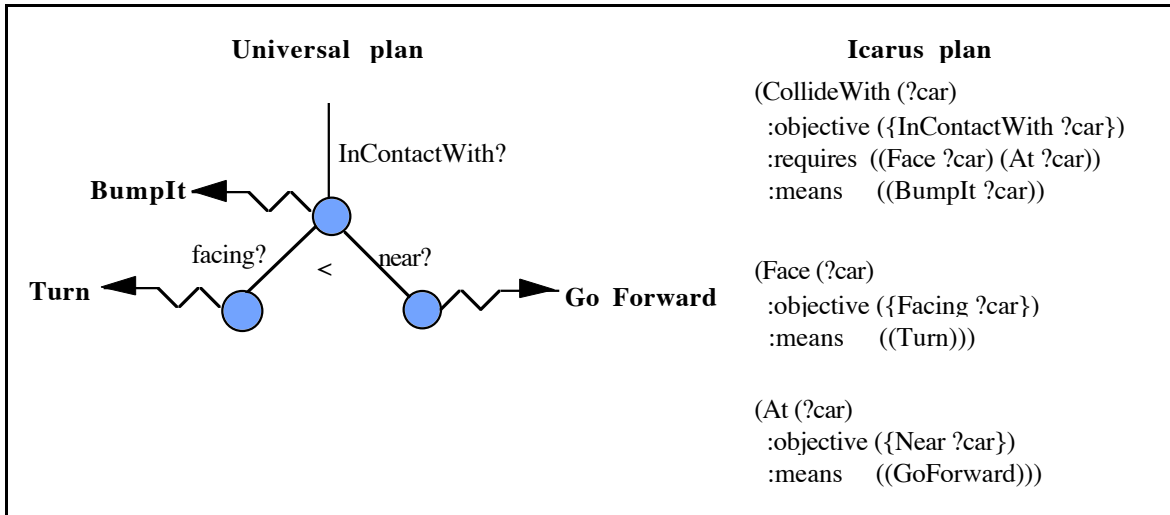 Universal plan
InContactWith?
BumpIt
facing?
<
near?
Turn
Go Forward
Icarus plan
(CollideWith (?car)
:objective ({InContactWith ?car})
:requires ((Face ?car) (At ?car))
:means ((BumpIt ?car))
(Face (?car)
:objective ({Facing ?car})
:means ((Turn)))
(At (?car)
:objective ({Near ?car})
:means ((GoForward)))